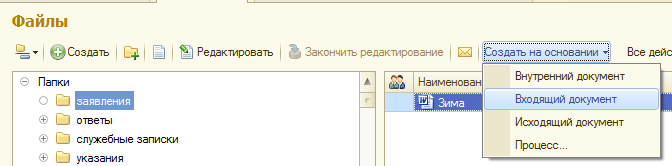 Файлы
Создать Редактировать Закончить редактирование Создать на основании Все дейс
Папки
заявления
ответы
служебные записки
указания
Наименован
Зима
Внутренний документ
Входящий документ
Исходящий документ
Процесс...